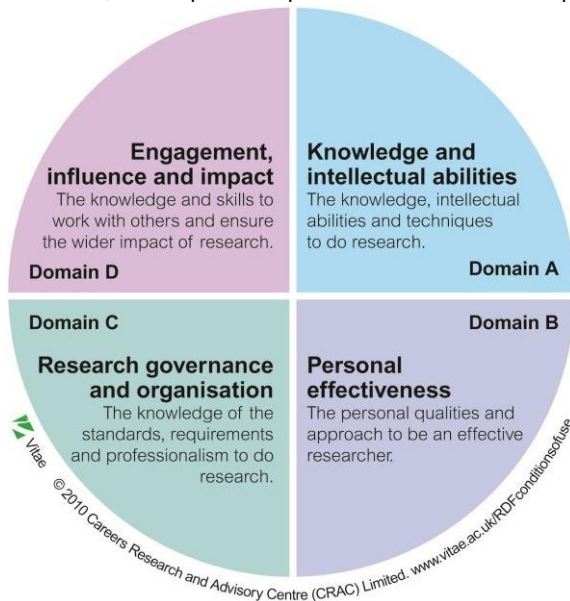 Engagement,
influence and impact
The knowledge and skills to
work with others and ensure
the wider impact of research.
Domain D
Knowledge and
intellectual abilities
The knowledge, intellectual
abilities and techniques
to do research.
Domain A
Domain C
Research governance
and organisation
The knowledge of the
standards, requirements
and professionalism to do
research.
Domain B
Personal
effectiveness
The personal qualities and
approach to be an effective
researcher.
Vitae
© 2010 Careers Research and Advisory Centre (CRAC) Limited. www.vitae.ac.uk/RDFconditionsofuse